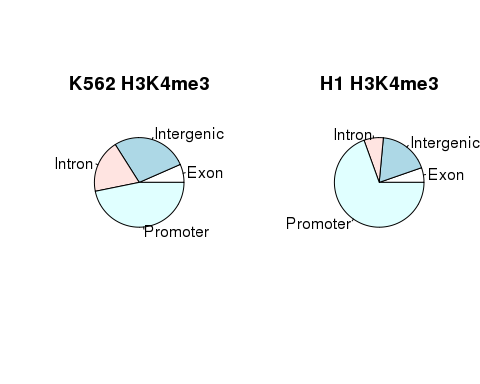 K562 H3K4me3
Intergenic
Intron
Exon
Promoter
H1 H3K4me3
Intron
Intergenic
Exon
Promoter